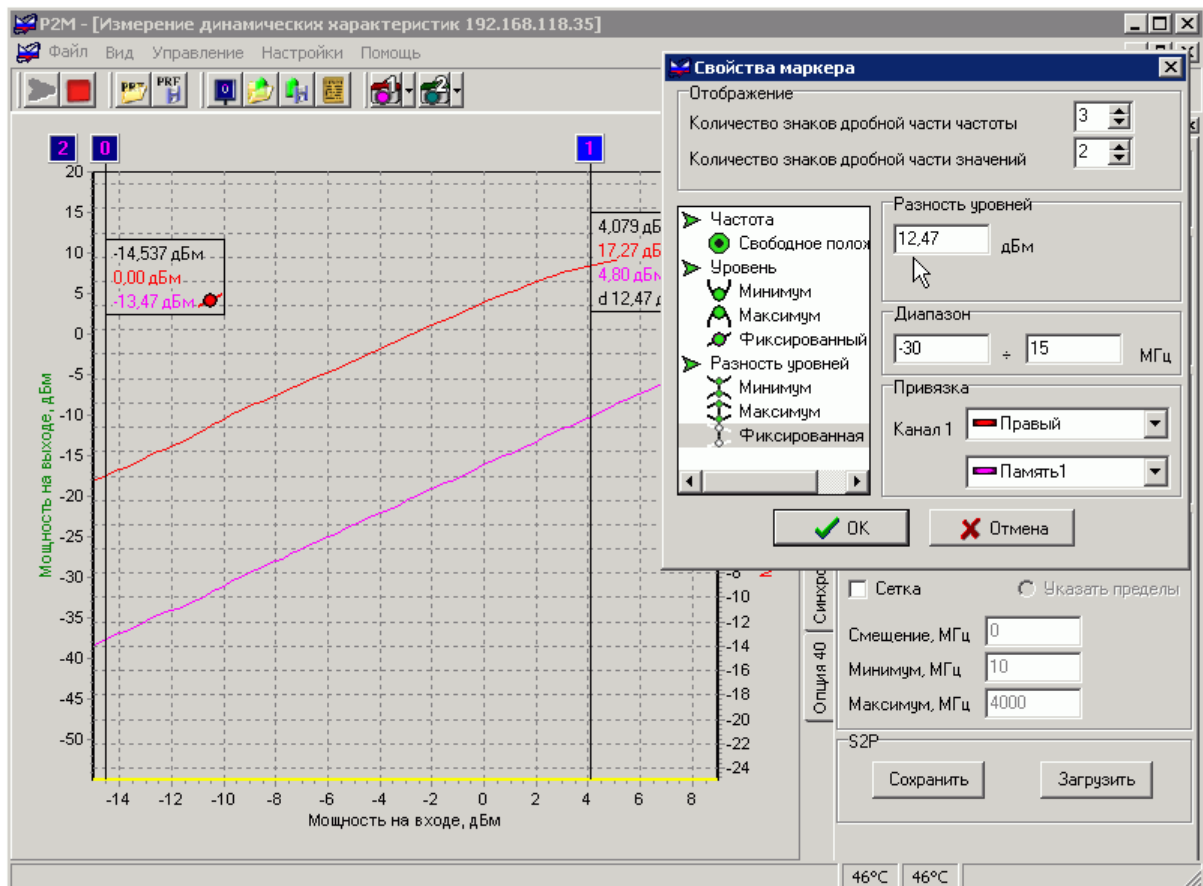 P2M - [Измерение динамических характеристик 192.168.118.35]
Файл Вид Управление Настройки Помощь
PRT PRF
0 1 2
2 0 1
20
15
10
5
0
-5
-10
-15
-20
-25
-30
-35
-40
-45
-50
Мощность на выходе, дБм
-14,537 дБм
0,00 дБм
-13,47 дБм
4,079 дБ
17,27 дБ
4,80 дБм
d 12,47
-14 -12 -10 -8 -6 -4 -2 0 2 4 6 8
Мощность на входе, дБм
-8
-10
-12
-14
-16
-18
-20
-22
-24
Свойства маркера
Отображение
Количество знаков дробной части частоты 3
Количество знаков дробной части значений 2
Частота
Свободное полож
Уровень
Минимум
Максимум
Фиксированный
Разность уровней
Минимум
Максимум
Фиксированная
Разность уровней
12,47 дБм
Диапазон
-30 ÷ 15 МГц
Привязка
Канал 1 Правый
Память1
OK Отмена
Синхро
Опция 40
Сетка Указать пределы
Смещение, МГц 0
Минимум, МГц 10
Максимум, МГц 4000
S2P
Сохранить Загрузить
46°C 46°C